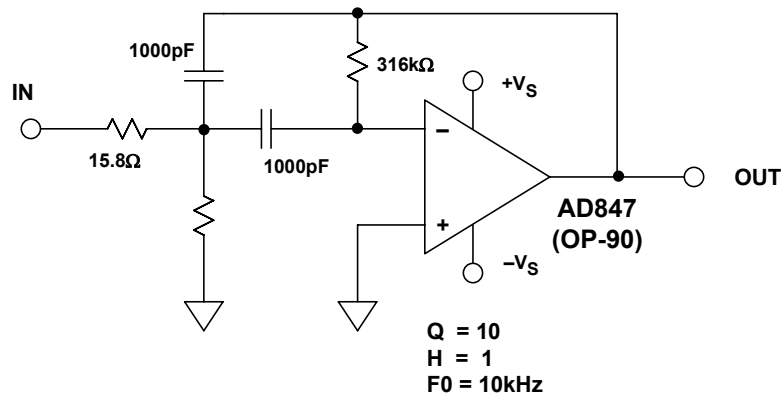 1000pF
316kΩ
IN
+VS
15.8Ω
1000pF
−
+
OUT
AD847
(OP-90)
−VS
Q = 10
H = 1
F0 = 10kHz